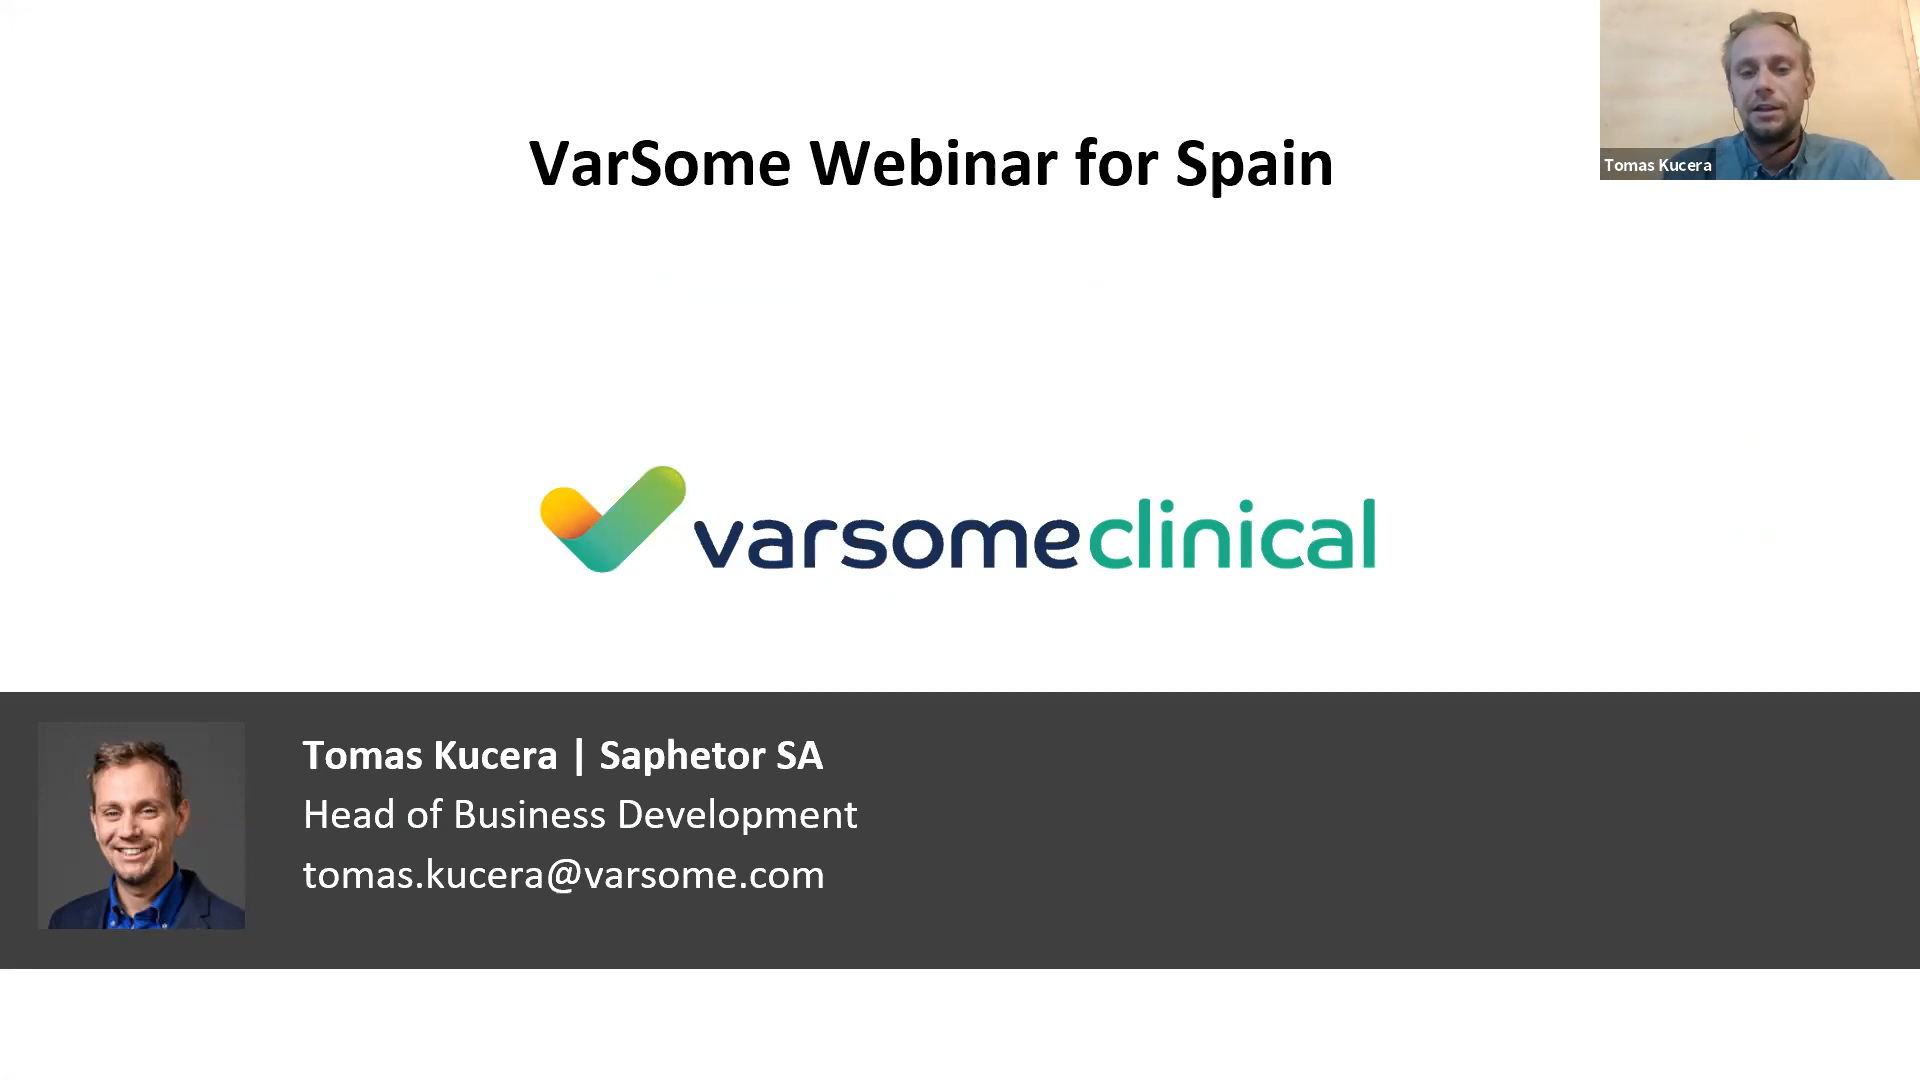 VarSome Webinar for Spain
Tomas Kucera
varsomeclinical
Tomas Kucera | Saphetor SA
Head of Business Development
tomas.kucera@varsome.com